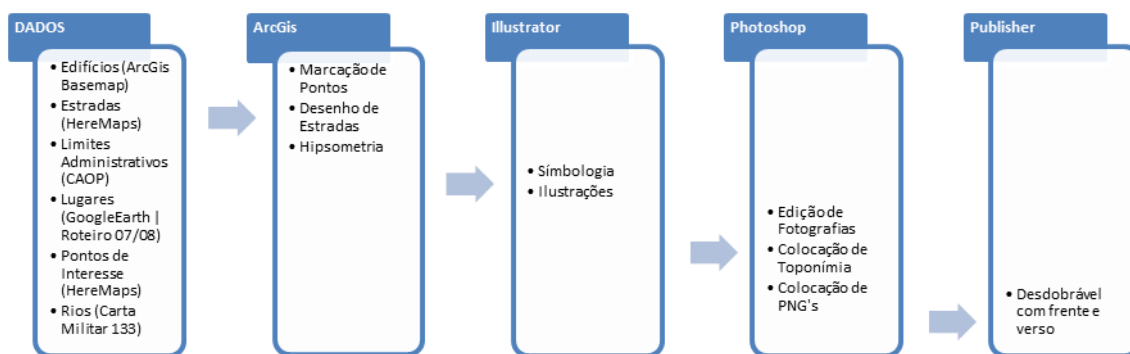 DADOS
• Edifícios (ArcGis
Basemap)
• Estradas
(HereMaps)
• Limites
Administrativos
(CAOP)
• Lugares
(GoogleEarth |
Roteiro 07/08)
• Pontos de
Interesse
(HereMaps)
• Rios (Carta
Militar 133)
ArcGis
• Marcação de
Pontos
• Desenho de
Estradas
• Hipsometria
Illustrator
• Símbologia
• Ilustrações
Photoshop
• Edição de
Fotografias
• Colocação de
Toponímia
• Colocação de
PNG's
Publisher
• Desdobrável
com frente e
verso